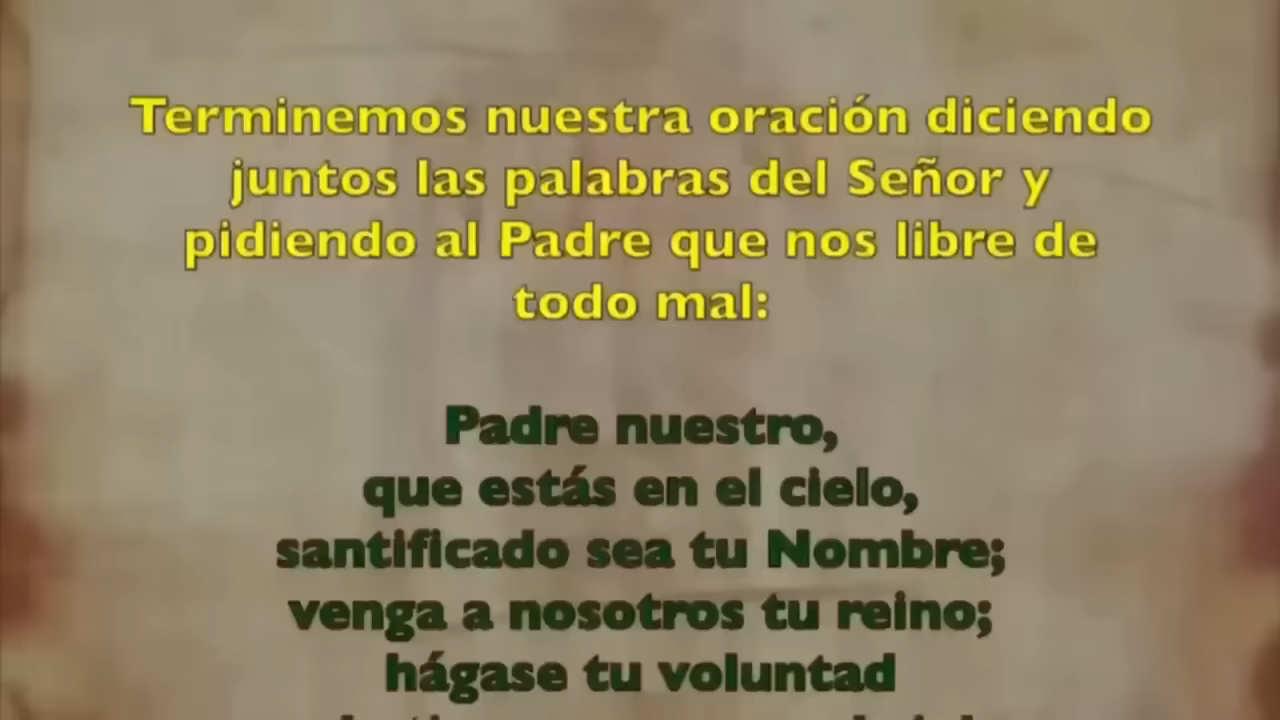 Terminemos nuestra oración diciendo
juntos las palabras del Señor y
pidiendo al Padre que nos libre de
todo mal:
Padre nuestro,
que estás en el cielo,
santificado sea tu Nombre;
venga a nosotros tu reino;
hágase tu voluntad